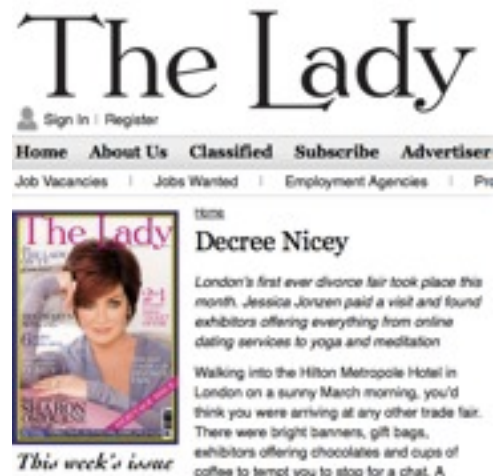 The Lady
Sign In | Register
Home About Us Classified Subscribe Advertiser
Job Vacancies | Jobs Wanted | Employment Agencies | Pro
Home
Decree Nicey
London's first ever divorce fair took place this
month. Jessica Jonzen paid a visit and found
exhibitors offering everything from online
dating services to yoga and meditation
Walking into the Hilton Metropole Hotel in
London on a sunny March morning, you'd
think you were arriving at any other trade fair.
There were bright banners, gift bags,
exhibitors offering chocolates and cups of
coffee to tempt you to stop for a chat. A
The Lady
SHARON
This week's issue